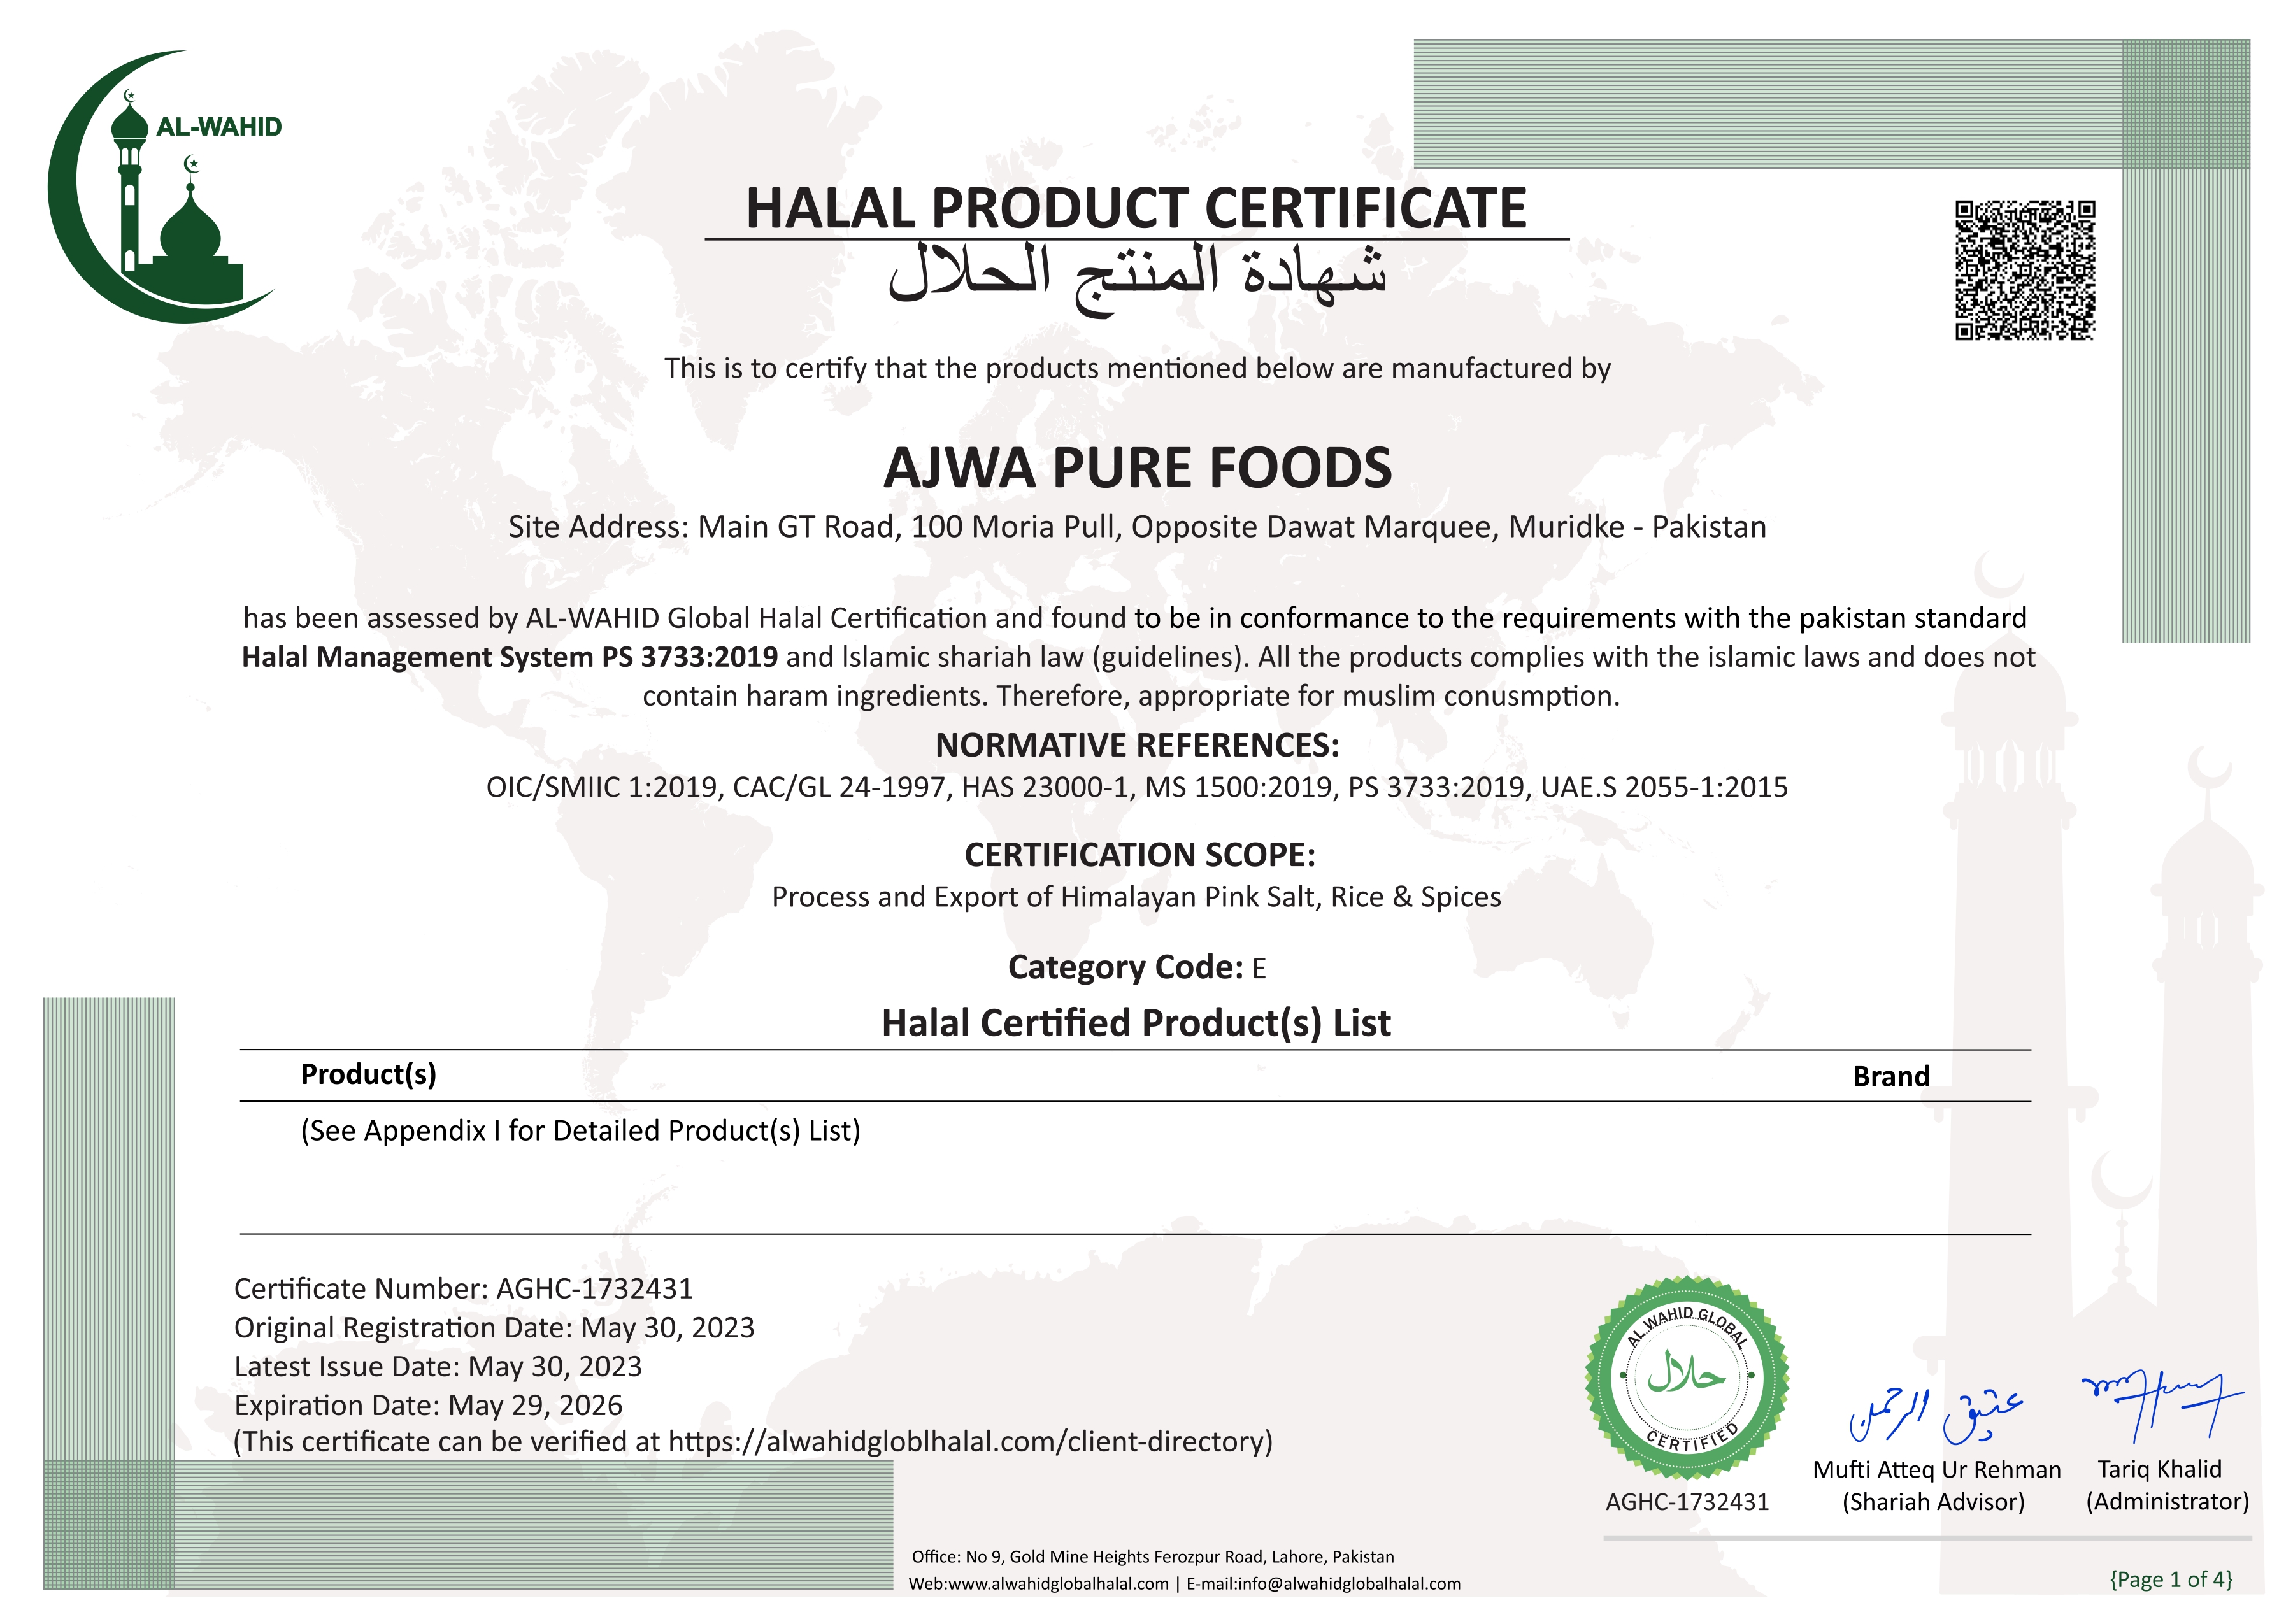 AL-WAHID
HALAL PRODUCT CERTIFICATE
شهادة المنتج الحلال
This is to certify that the products mentioned below are manufactured by
AJWA PURE FOODS
Site Address: Main GT Road, 100 Moria Pull, Opposite Dawat Marquee, Muridke - Pakistan
has been assessed by AL-WAHID Global Halal Certification and found to be in conformance to the requirements with the pakistan standard
Halal Management System PS 3733:2019 and Islamic shariah law (guidelines). All the products complies with the islamic laws and does not
contain haram ingredients. Therefore, appropriate for muslim conusmption.
NORMATIVE REFERENCES:
OIC/SMIIC 1:2019, CAC/GL 24-1997, HAS 23000-1, MS 1500:2019, PS 3733:2019, UAE.S 2055-1:2015
CERTIFICATION SCOPE:
Process and Export of Himalayan Pink Salt, Rice & Spices
Category Code: E
Halal Certified Product(s) List
Product(s) Brand
(See Appendix I for Detailed Product(s) List)
Certificate Number: AGHC-1732431
Original Registration Date: May 30, 2023
Latest Issue Date: May 30, 2023
Expiration Date: May 29, 2026
(This certificate can be verified at https://alwahidgloblhalal.com/client-directory)
AL WAHID GLOBAL
حلال
CERTIFIED
AGHC-1732431
عتيق الرحمن
Mufti Atteq Ur Rehman
(Shariah Advisor)
Tariq Khalid
(Administrator)
Office: No 9, Gold Mine Heights Ferozpur Road, Lahore, Pakistan
Web:www.alwahidglobalhalal.com | E-mail:info@alwahidglobalhalal.com
{Page 1 of 4}